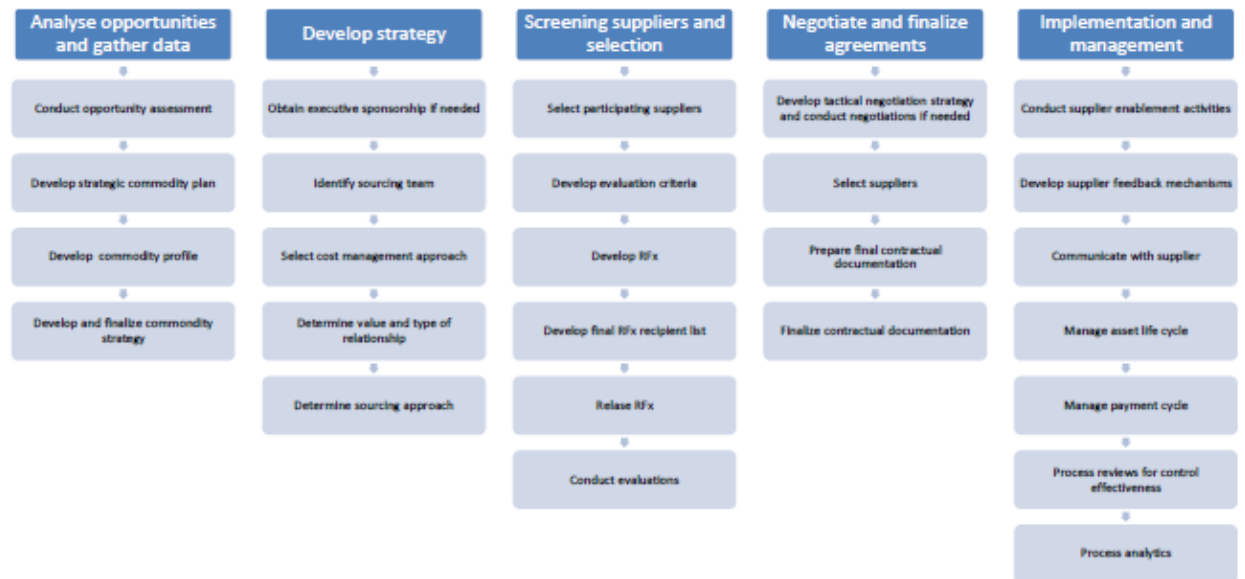 Analyse opportunities
and gather data
Conduct opportunity assessment
Develop strategic commodity plan
Develop commodity profile
Develop and finalize commondity
strategy
Develop strategy
Obtain executive sponsorship if needed
Identify sourcing team
Select cost management approach
Determine value and type of
relationship
Determine sourcing approach
Screening suppliers and
selection
Select participating suppliers
Develop evaluation criteria
Develop RFx
Develop final RFx recipient list
Relase RFx
Conduct evaluations
Negotiate and finalize
agreements
Develop tactical negotiation strategy
and conduct negotiations if needed
Select suppliers
Prepare final contractual
documentation
Finalize contractual documentation
Implementation and
management
Conduct supplier enablement activities
Develop supplier feedback mechanisms
Communicate with supplier
Manage asset life cycle
Manage payment cycle
Process reviews for control
effectiveness
Process analytics